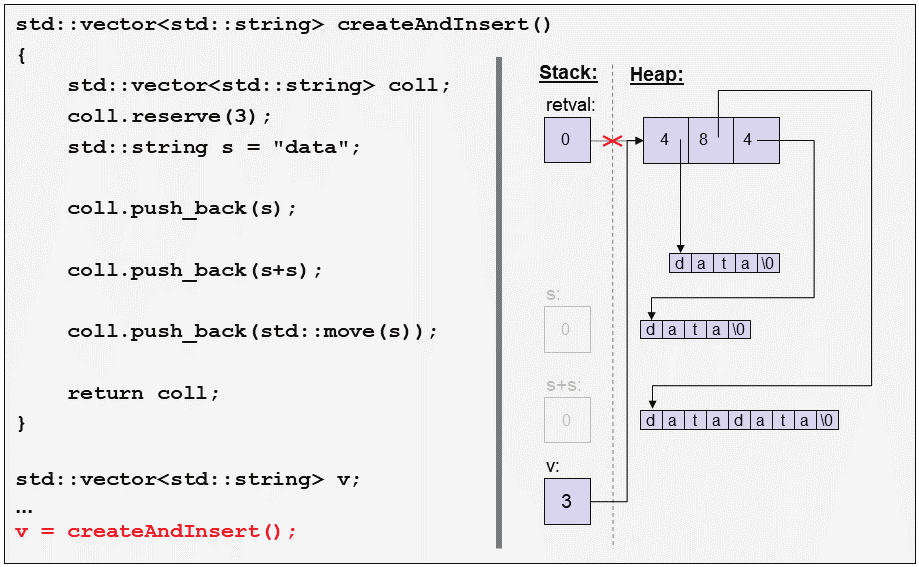 std::vector<std::string> createAndInsert()
{
std::vector<std::string> coll;
coll.reserve(3);
std::string s = "data";
coll.push_back(s);
coll.push_back(s+s);
coll.push_back(std::move(s));
return coll;
}
std::vector<std::string> v;
...
v = createAndInsert();
Stack: Heap:
retval:
0 4 8 4
d a t a \0
s:
0
d a t a \0
s+s:
0
d a t a d a t a \0
v:
3